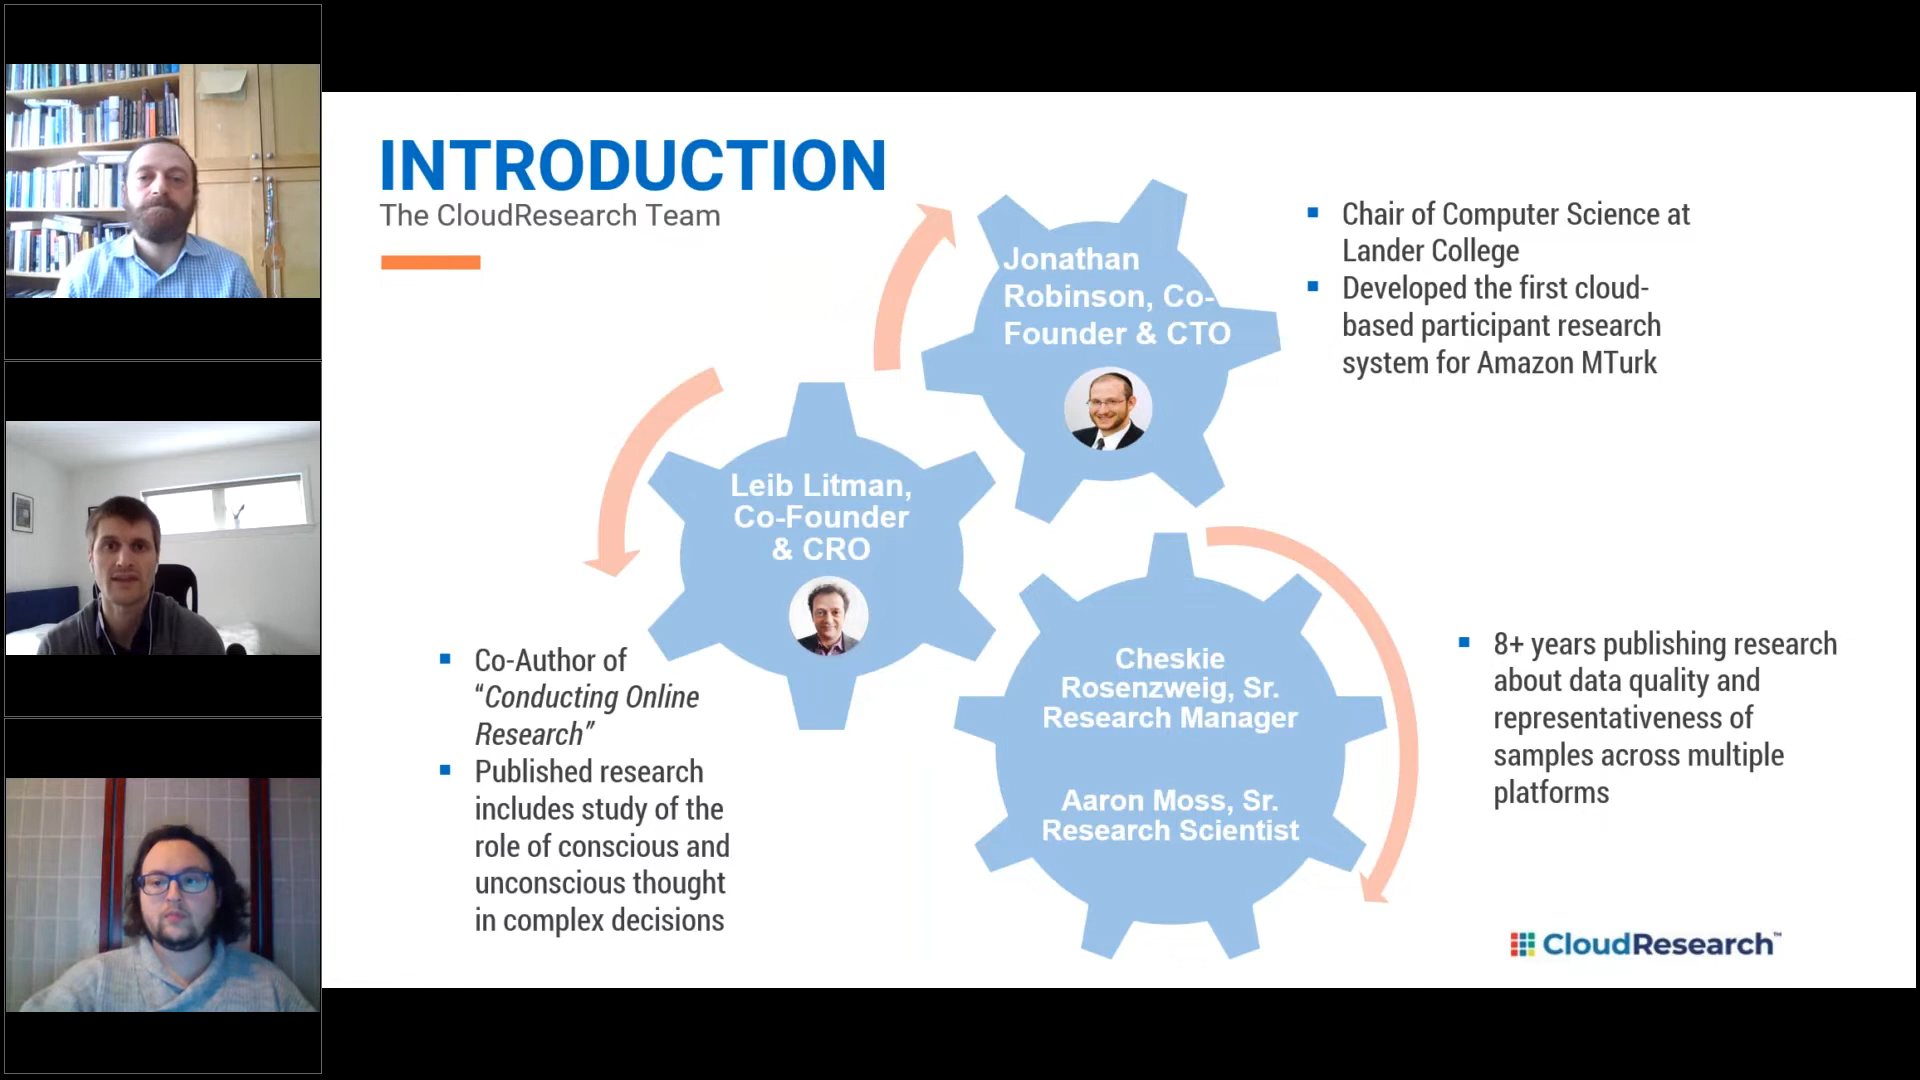 INTRODUCTION
The CloudResearch Team
Jonathan
Robinson, Co-
Founder & CTO
▪ Chair of Computer Science at
Lander College
▪ Developed the first cloud-
based participant research
system for Amazon MTurk
Leib Litman,
Co-Founder
& CRO
▪ Co-Author of
“Conducting Online
Research”
▪ Published research
includes study of the
role of conscious and
unconscious thought
in complex decisions
Cheskie
Rosenzweig, Sr.
Research Manager
Aaron Moss, Sr.
Research Scientist
▪ 8+ years publishing research
about data quality and
representativeness of
samples across multiple
platforms
CloudResearch™